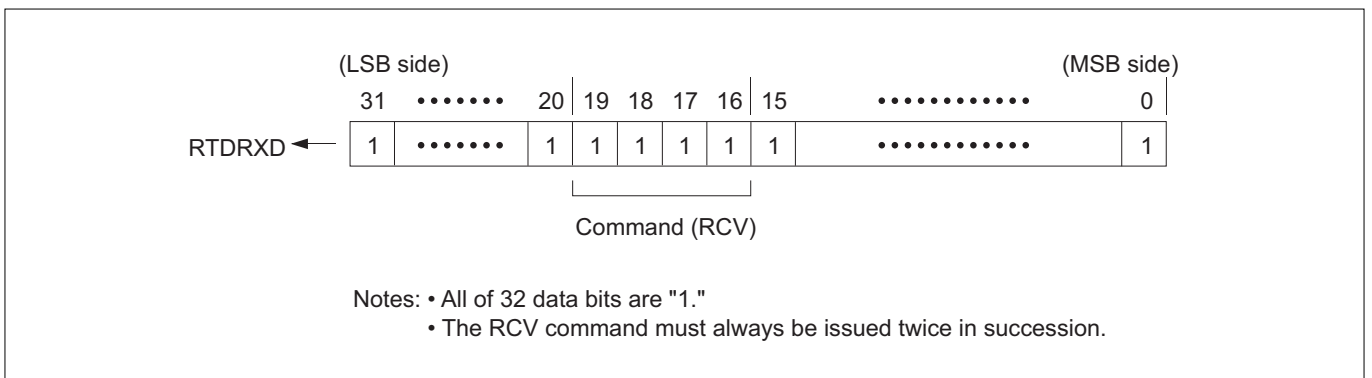 (LSB side) (MSB side)
31 ••••••• 20 19 18 17 16 15 •••••••••••• 0
RTDRXD 1 ••••••• 1 1 1 1 1 1 •••••••••••• 1
Command (RCV)
Notes: • All of 32 data bits are "1."
• The RCV command must always be issued twice in succession.